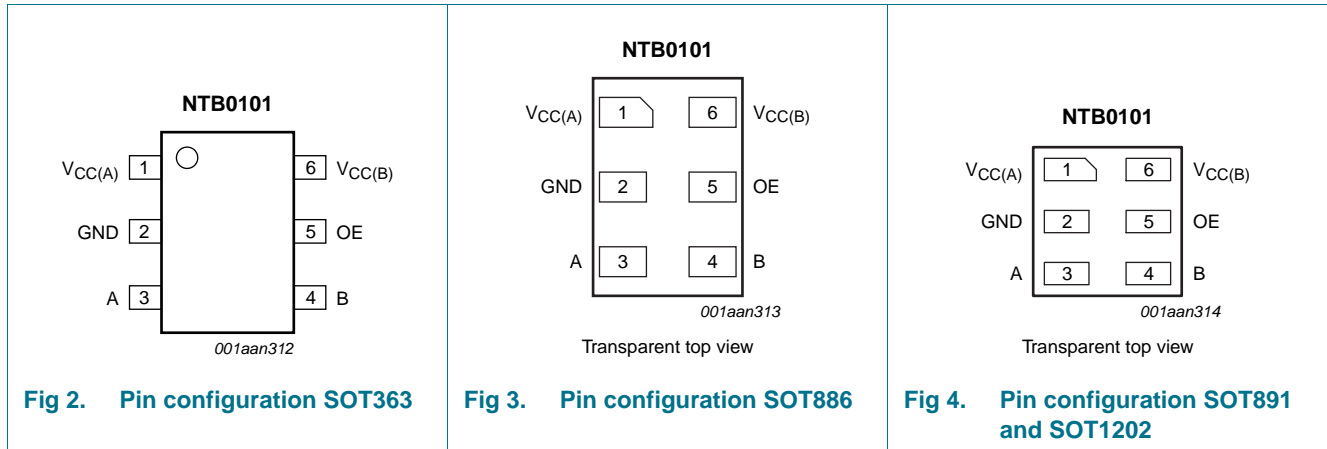 NTB0101
VCC(A) 1 6 VCC(B)
GND 2 5 OE
A 3 4 B
001aan312
Fig 2. Pin configuration SOT363
NTB0101
VCC(A) 1 6 VCC(B)
GND 2 5 OE
A 3 4 B
001aan313
Transparent top view
Fig 3. Pin configuration SOT886
NTB0101
VCC(A) 1 6 VCC(B)
GND 2 5 OE
A 3 4 B
001aan314
Transparent top view
Fig 4. Pin configuration SOT891
and SOT1202